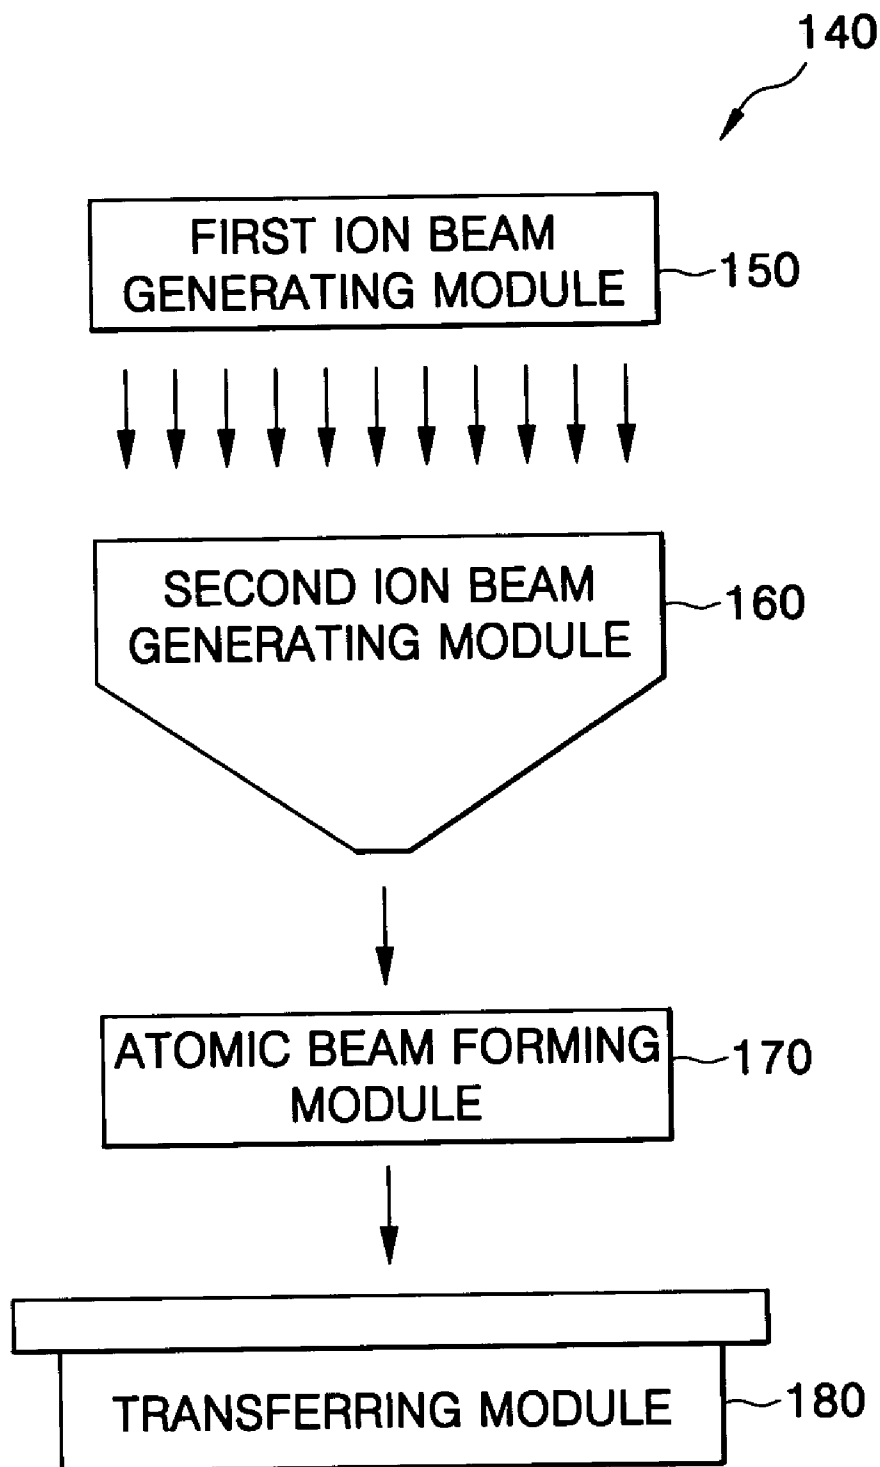 140
FIRST ION BEAM
GENERATING MODULE
150
SECOND ION BEAM
GENERATING MODULE
160
ATOMIC BEAM FORMING
MODULE
170
TRANSFERRING MODULE
180